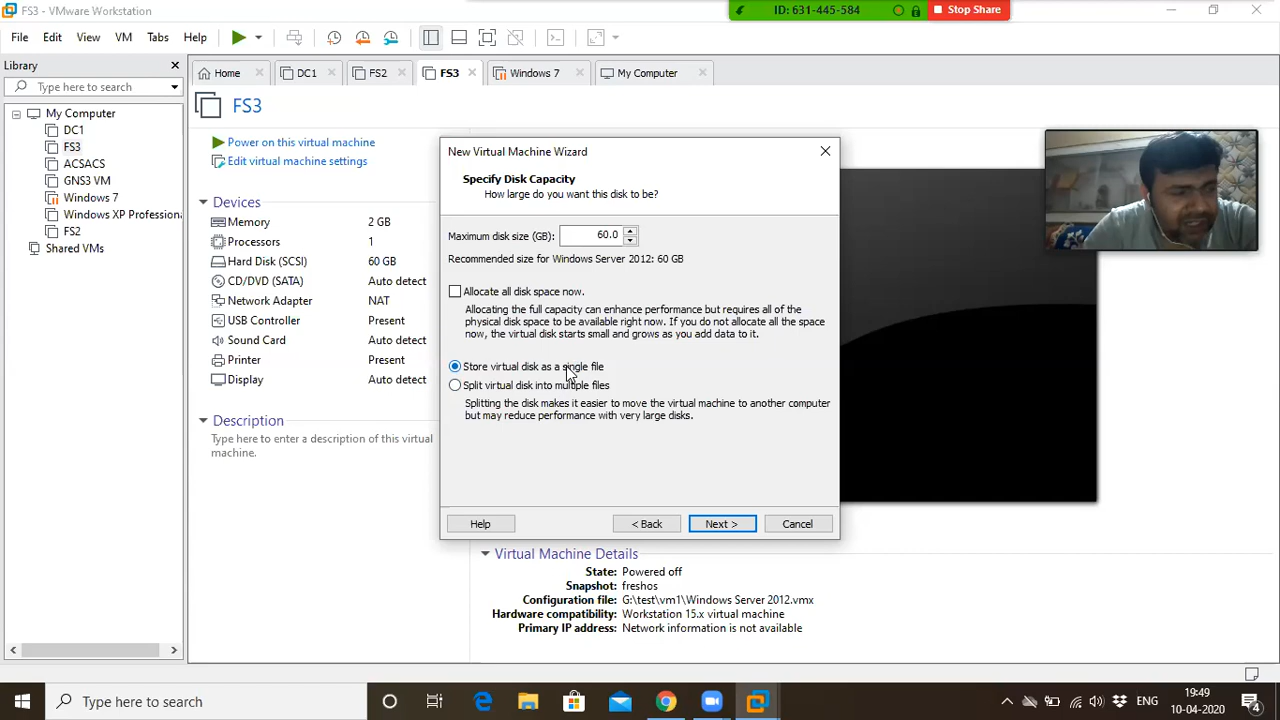 FS3 - VMware Workstation
ID: 631-445-584
Stop Share
File Edit View VM Tabs Help
Library
Type here to search
My Computer
DC1
FS3
ACSACS
GNS3 VM
Windows 7
Windows XP Professiona
FS2
Shared VMs
Home
DC1
FS2
FS3
Windows 7
My Computer
FS3
Power on this virtual machine
Edit virtual machine settings
Devices
Memory 2 GB
Processors 1
Hard Disk (SCSI) 60 GB
CD/DVD (SATA) Auto detect
Network Adapter NAT
USB Controller Present
Sound Card Auto detect
Printer Present
Display Auto detect
Description
Type here to enter a description of this virtual
machine.
New Virtual Machine Wizard
Specify Disk Capacity
How large do you want this disk to be?
Maximum disk size (GB): 60.0
Recommended size for Windows Server 2012: 60 GB
Allocate all disk space now.
Allocating the full capacity can enhance performance but requires all of the
physical disk space to be available right now. If you do not allocate all the space
now, the virtual disk starts small and grows as you add data to it.
Store virtual disk as a single file
Split virtual disk into multiple files
Splitting the disk makes it easier to move the virtual machine to another computer
but may reduce performance with very large disks.
Help
< Back
Next >
Cancel
Virtual Machine Details
State: Powered off
Snapshot: freshos
Configuration file: G:\test\vm1\Windows Server 2012.vmx
Hardware compatibility: Workstation 15.x virtual machine
Primary IP address: Network information is not available
Type here to search
ENG
19:49
10-04-2020
4